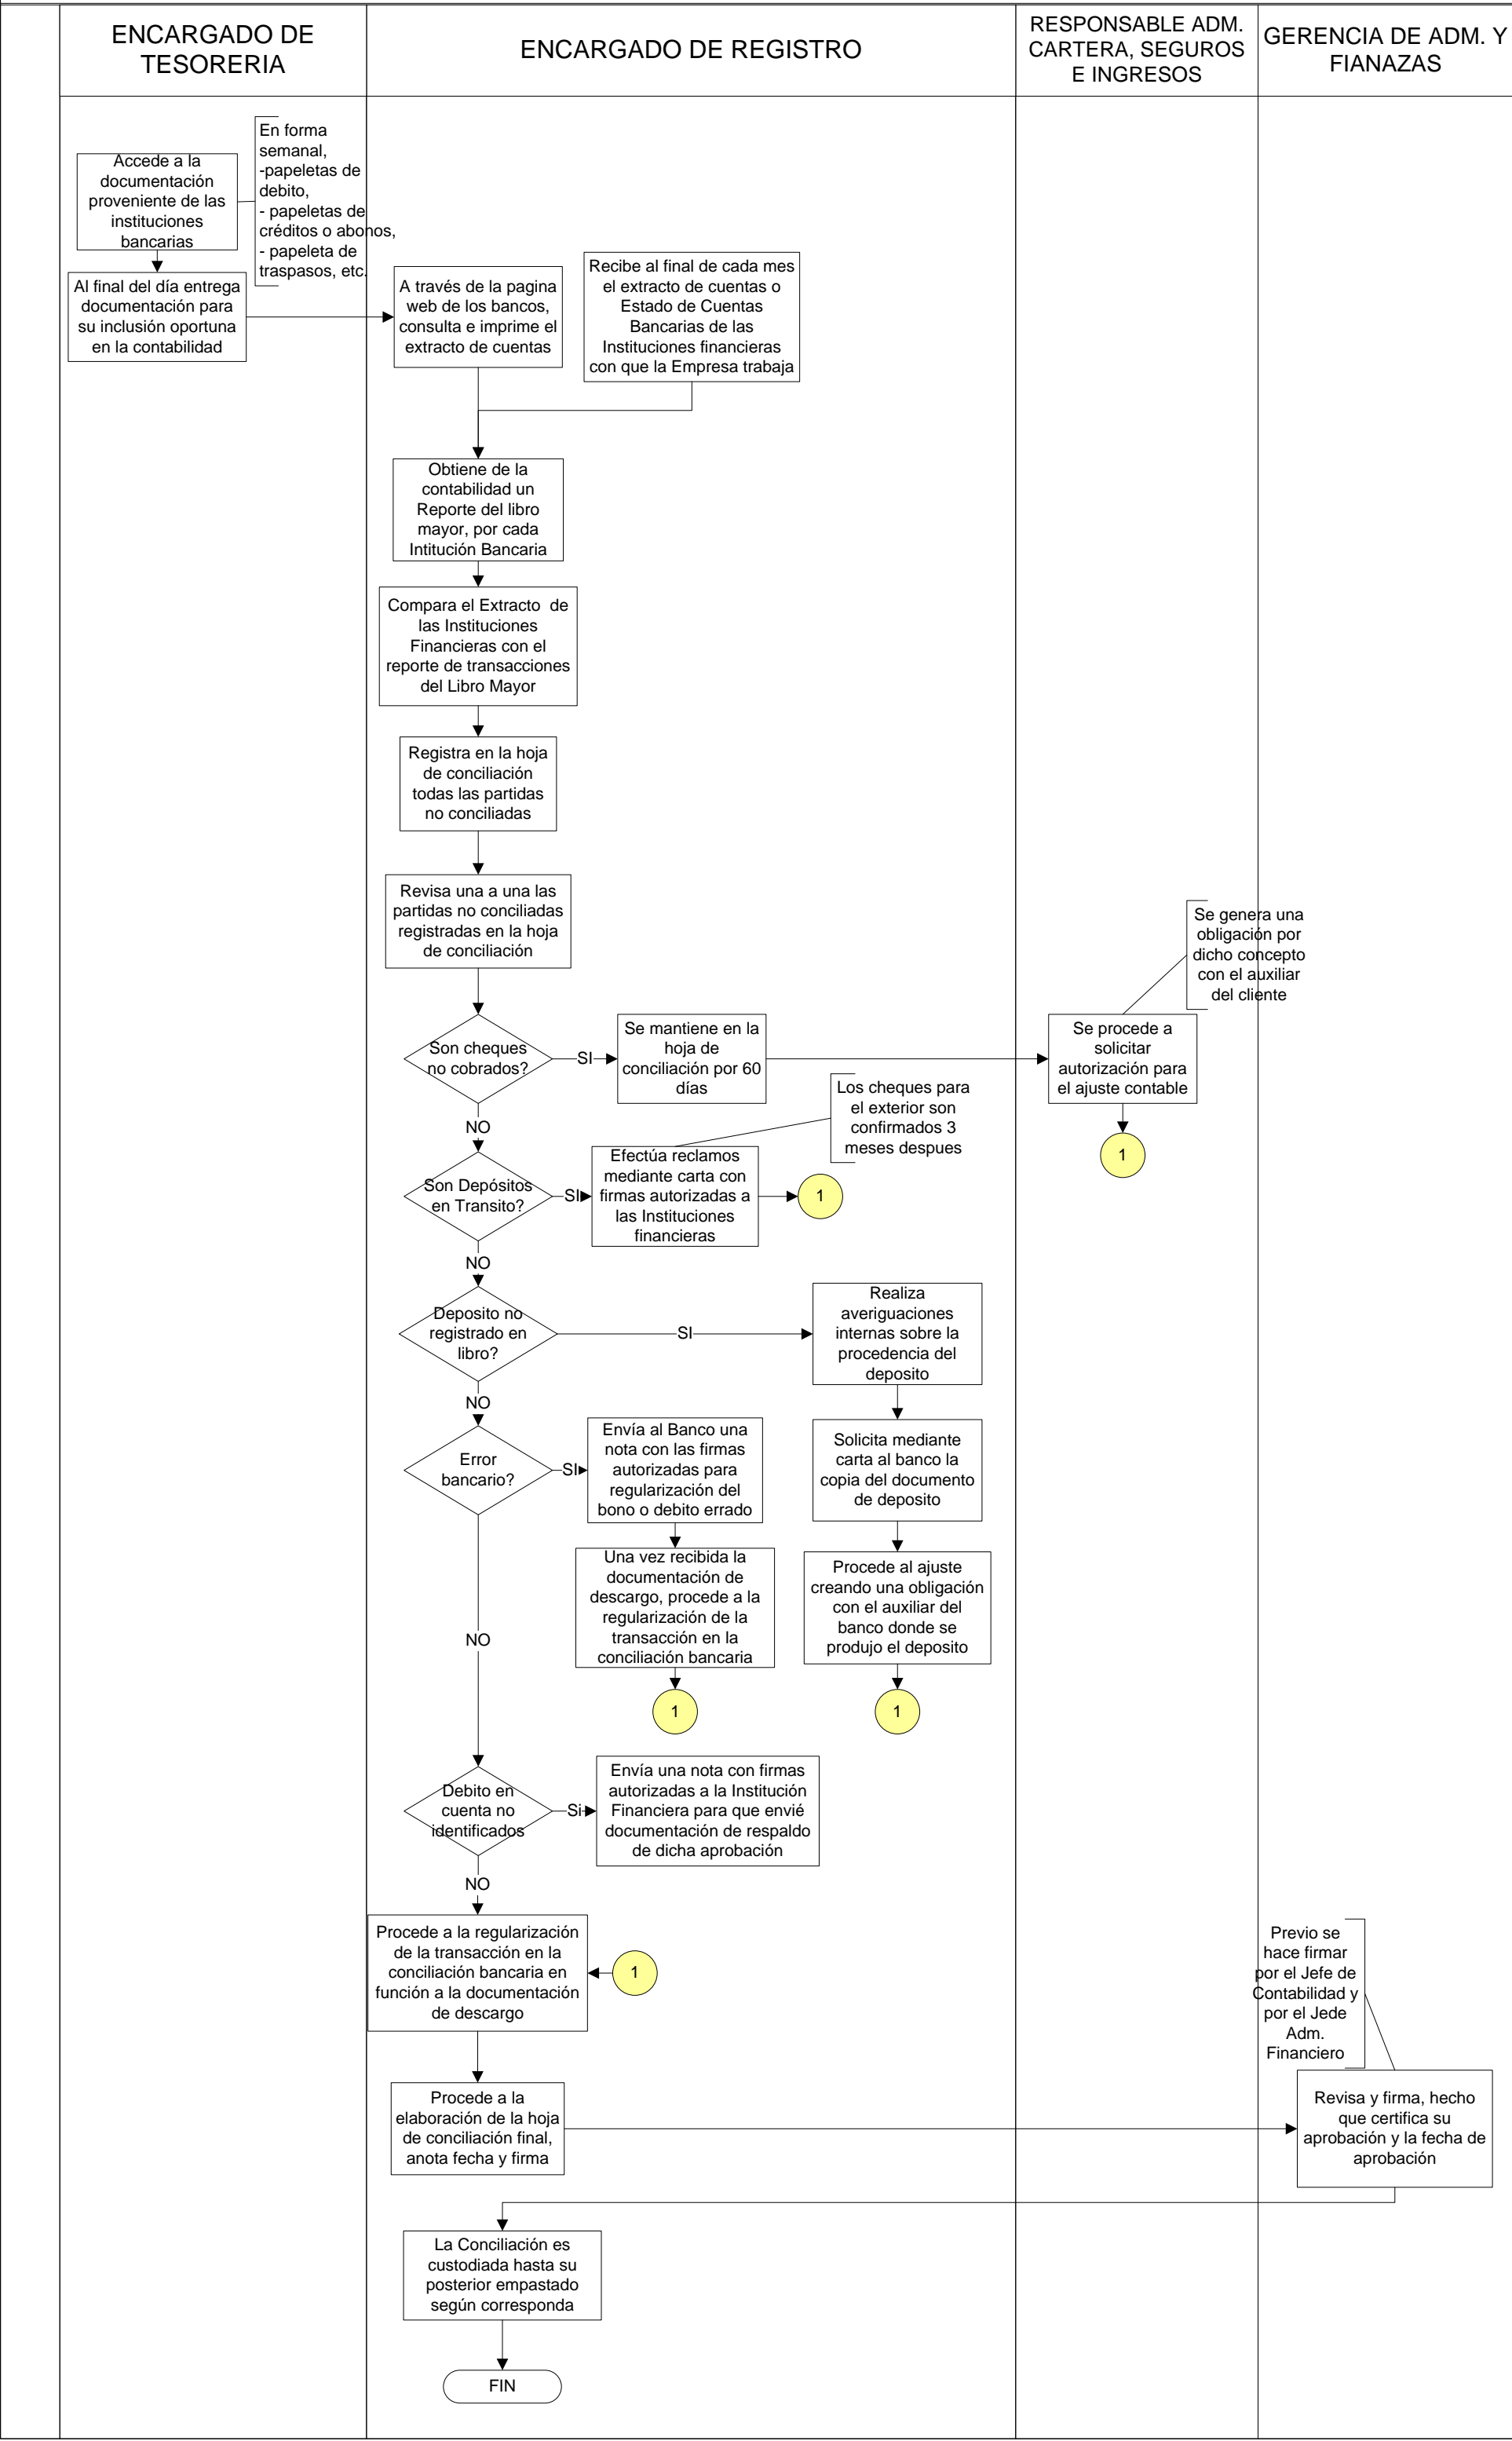 ENCARGADO DE
TESORERIA
ENCARGADO DE REGISTRO
RESPONSABLE ADM.
CARTERA, SEGUROS
E INGRESOS
GERENCIA DE ADM. Y
FIANAZAS
En forma
semanal,
-papeletas de
debito,
- papeletas de
créditos o abonos,
- papeleta de
traspasos, etc.
Accede a la
documentación
proveniente de las
instituciones
bancarias
Al final del día entrega
documentación para
su inclusión oportuna
en la contabilidad
A través de la pagina
web de los bancos,
consulta e imprime el
extracto de cuentas
Recibe al final de cada mes
el extracto de cuentas o
Estado de Cuentas
Bancarias de las
Instituciones financieras
con que la Empresa trabaja
Obtiene de la
contabilidad un
Reporte del libro
mayor, por cada
Intitución Bancaria
Compara el Extracto  de
las Instituciones
Financieras con el
reporte de transacciones
del Libro Mayor
Registra en la hoja
de conciliación
todas las partidas
no conciliadas
Revisa una a una las
partidas no conciliadas
registradas en la hoja
de conciliación
Son cheques
no cobrados?
SI
Se mantiene en la
hoja de
conciliación por 60
días
Se genera una
obligación por
dicho concepto
con el auxiliar
del cliente
Se procede a
solicitar
autorización para
el ajuste contable
1
NO
Los cheques para
el exterior son
confirmados 3
meses despues
Son Depósitos
en Transito?
SI
Efectúa reclamos
mediante carta con
firmas autorizadas a
las Instituciones
financieras
1
NO
Deposito no
registrado en
libro?
SI
Realiza
averiguaciones
internas sobre la
procedencia del
deposito
NO
Solicita mediante
carta al banco la
copia del documento
de deposito
Procede al ajuste
creando una obligación
con el auxiliar del
banco donde se
produjo el deposito
1
Error
bancario?
SI
Envía al Banco una
nota con las firmas
autorizadas para
regularización del
bono o debito errado
Una vez recibida la
documentación de
descargo, procede a la
regularización de la
transacción en la
conciliación bancaria
1
NO
Debito en
cuenta no
identificados
Si
Envía una nota con firmas
autorizadas a la Institución
Financiera para que envié
documentación de respaldo
de dicha aprobación
NO
Procede a la regularización
de la transacción en la
conciliación bancaria en
función a la documentación
de descargo
1
Previo se
hace firmar
por el Jefe de
Contabilidad y
por el Jede
Adm.
Financiero
Procede a la
elaboración de la hoja
de conciliación final,
anota fecha y firma
Revisa y firma, hecho
que certifica su
aprobación y la fecha de
aprobación
La Conciliación es
custodiada hasta su
posterior empastado
según corresponda
FIN